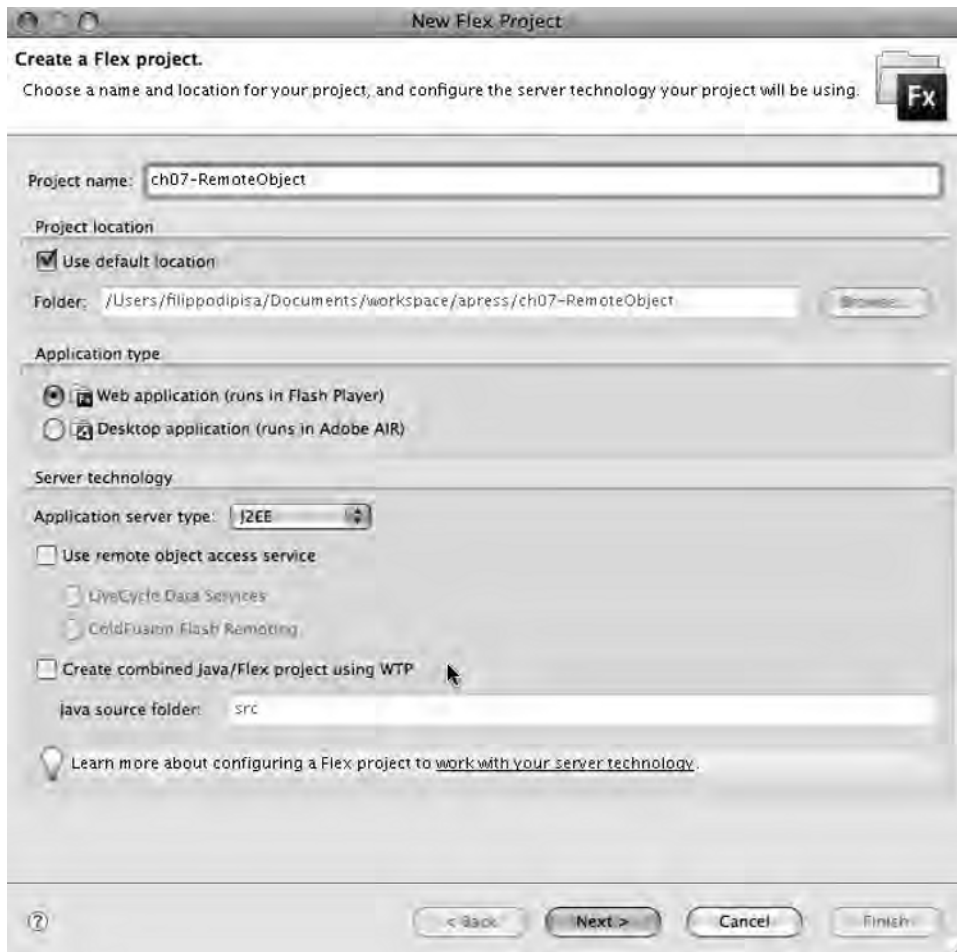 New Flex Project
Create a Flex project.
Choose a name and location for your project, and configure the server technology your project will be using.
Fx
Project name: ch07-RemoteObject
Project location
Use default location
Folder: /Users/filippodipisa/Documents/workspace/apress/ch07-RemoteObject Browse...
Application type
Web application (runs in Flash Player)
Desktop application (runs in Adobe AIR)
Server technology
Application server type: J2EE
Use remote object access service
LiveCycle Data Services
ColdFusion Flash Remoting
Create combined Java/Flex project using WTP
Java source folder: src
Learn more about configuring a Flex project to work with your server technology.
? < Back Next > Cancel Finish